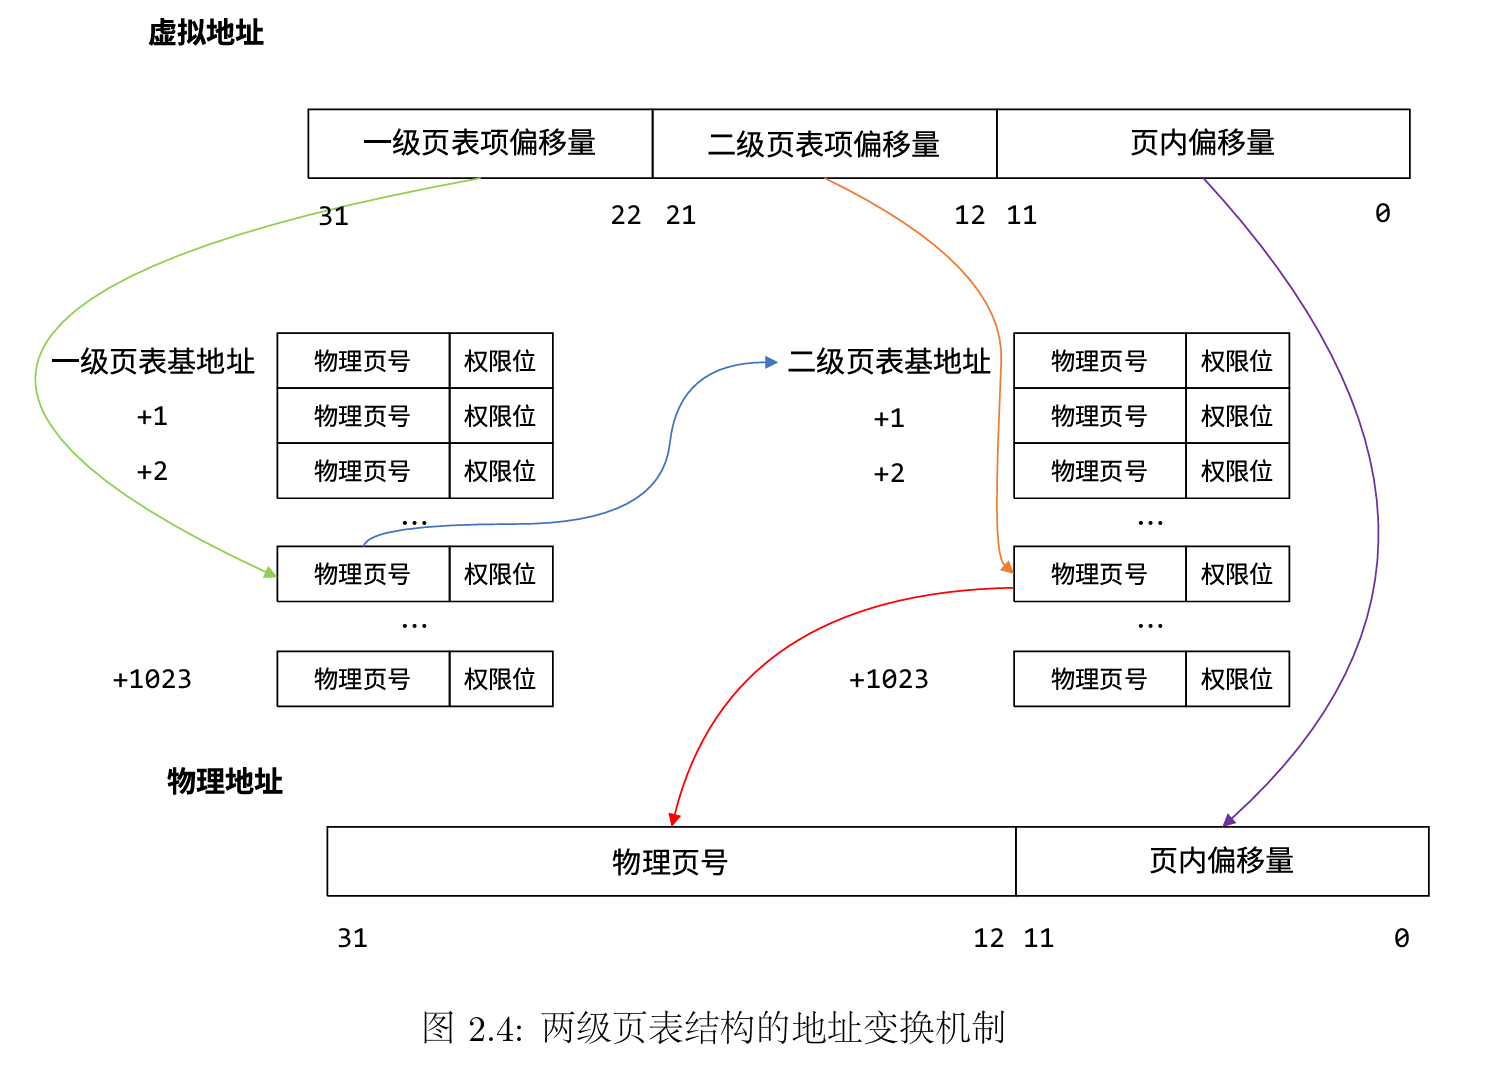 虚拟地址
一级页表项偏移量 二级页表项偏移量 页内偏移量
31 22 21 12 11 0
一级页表基地址 物理页号 权限位 二级页表基地址 物理页号 权限位
+1 物理页号 权限位 +1 物理页号 权限位
+2 物理页号 权限位 +2 物理页号 权限位
... ...
物理页号 权限位 物理页号 权限位
... ...
+1023 物理页号 权限位 +1023 物理页号 权限位
物理地址
物理页号 页内偏移量
31 12 11 0
图 2.4: 两级页表结构的地址变换机制